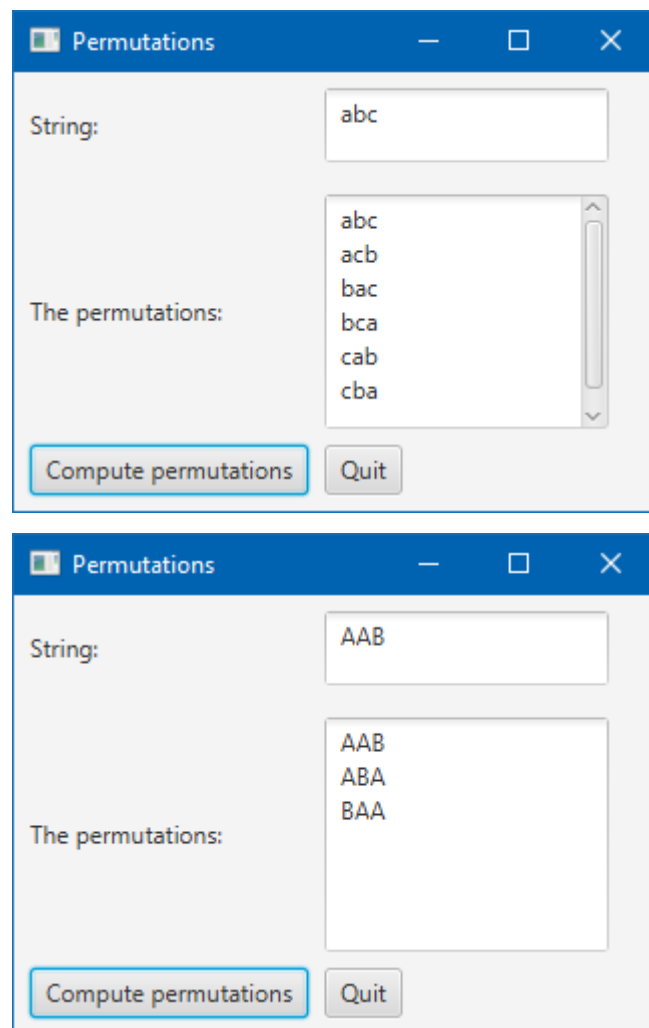 Permutations
String:
abc
The permutations:
abc
acb
bac
bca
cab
cba
Compute permutations
Quit
Permutations
String:
AAB
The permutations:
AAB
ABA
BAA
Compute permutations
Quit